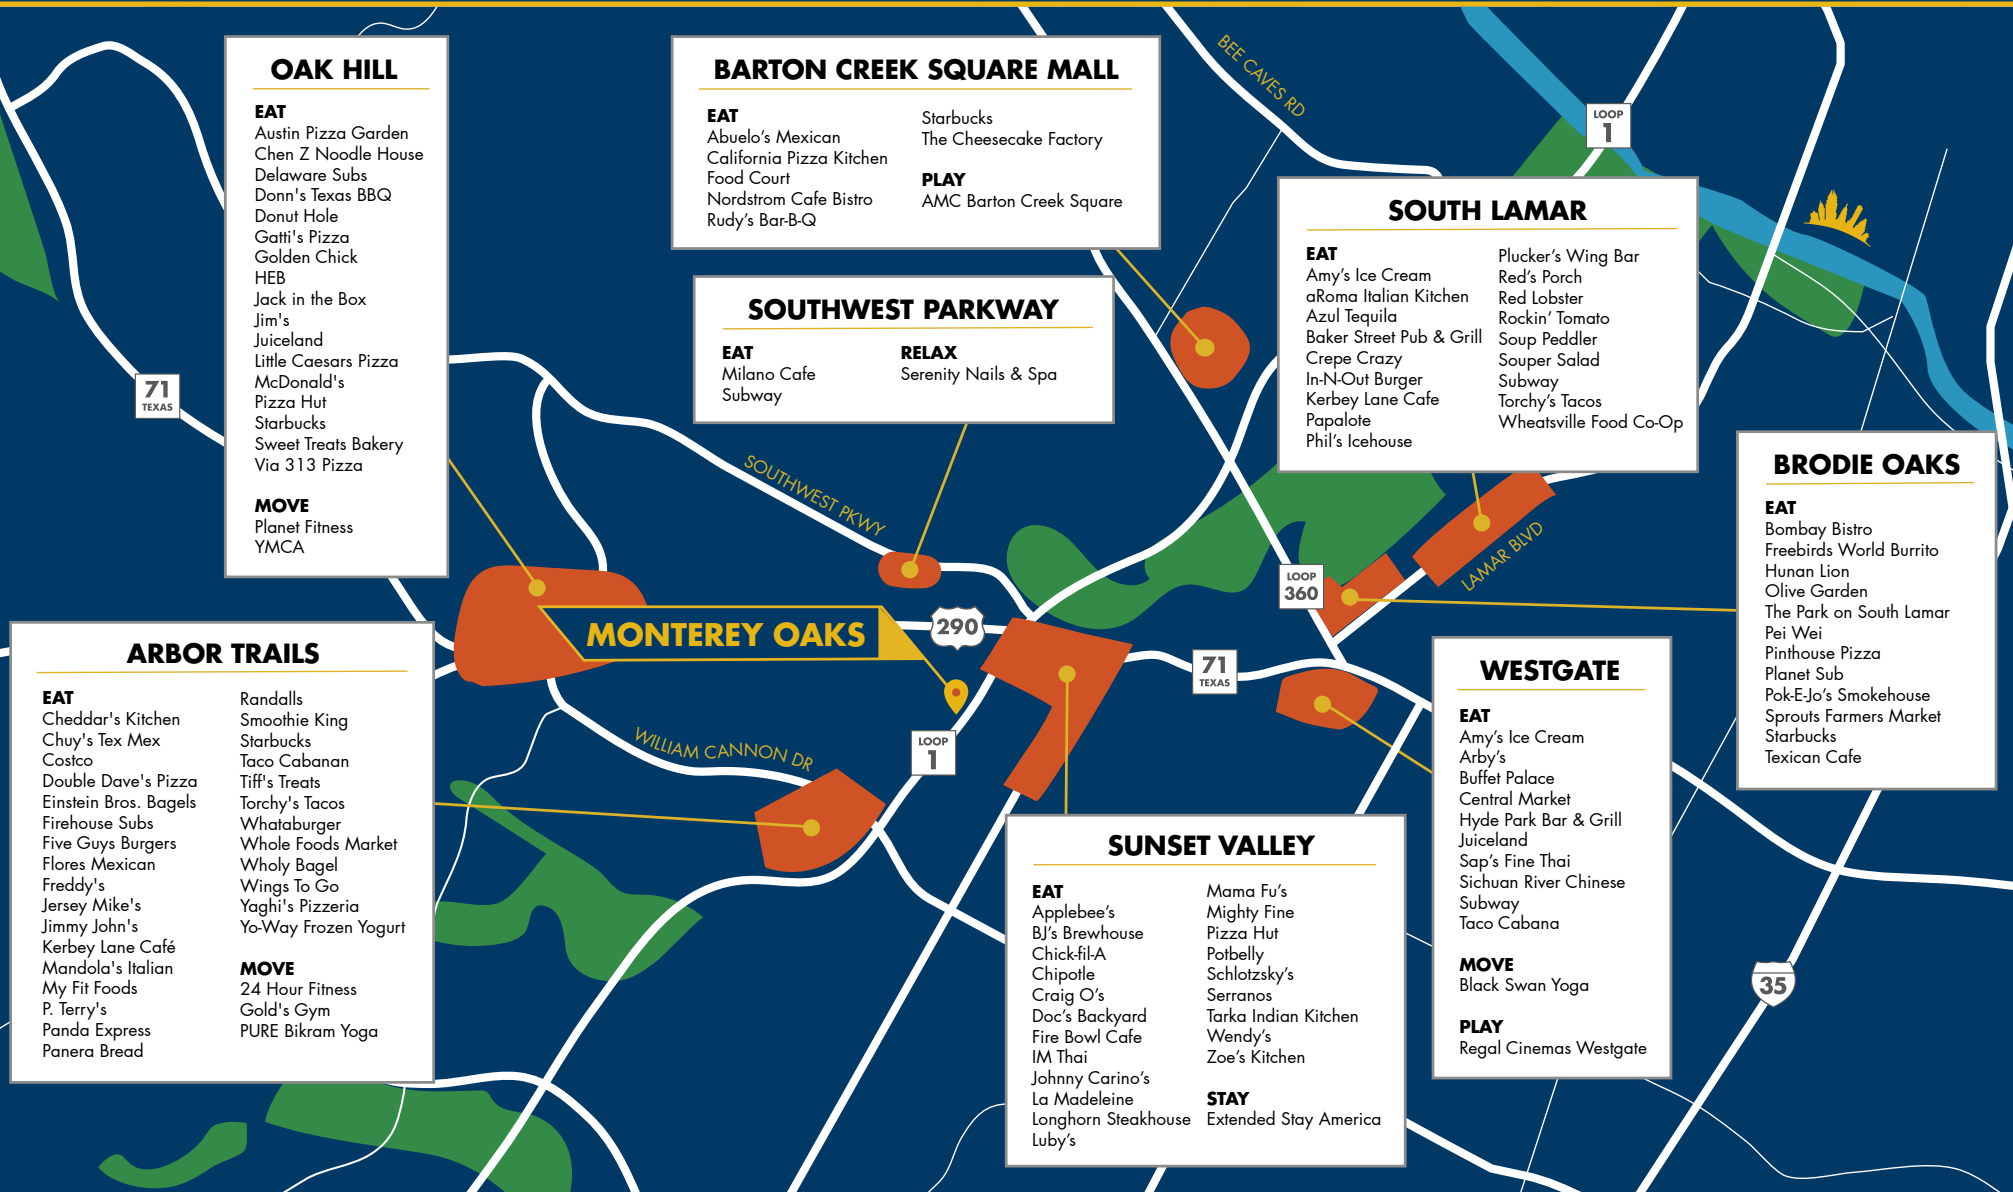 OAK HILL
EAT
Austin Pizza Garden
Chen Z Noodle House
Delaware Subs
Donn's Texas BBQ
Donut Hole
Gatti's Pizza
Golden Chick
HEB
Jack in the Box
Jim's
Juiceland
Little Caesars Pizza
McDonald's
Pizza Hut
Starbucks
Sweet Treats Bakery
Via 313 Pizza
MOVE
Planet Fitness
YMCA
BARTON CREEK SQUARE MALL
EAT
Abuelo's Mexican
California Pizza Kitchen
Food Court
Nordstrom Cafe Bistro
Rudy's Bar-B-Q
Starbucks
The Cheesecake Factory
PLAY
AMC Barton Creek Square
BEE CAVES RD
LOOP
1
SOUTHWEST PARKWAY
EAT
Milano Cafe
Subway
RELAX
Serenity Nails & Spa
SOUTH LAMAR
EAT
Amy's Ice Cream
aRoma Italian Kitchen
Azul Tequila
Baker Street Pub & Grill
Crepe Crazy
In-N-Out Burger
Kerbey Lane Cafe
Papalote
Phil's Icehouse
Plucker's Wing Bar
Red's Porch
Red Lobster
Rockin' Tomato
Soup Peddler
Souper Salad
Subway
Torchy's Tacos
Wheatsville Food Co-Op
71
TEXAS
SOUTHWEST PKWY
LAMAR BLVD
LOOP
360
BRODIE OAKS
EAT
Bombay Bistro
Freebirds World Burrito
Hunan Lion
Olive Garden
The Park on South Lamar
Pei Wei
Pinthouse Pizza
Planet Sub
Pok-E-Jo's Smokehouse
Sprouts Farmers Market
Starbucks
Texican Cafe
MONTEREY OAKS
290
71
TEXAS
LOOP
1
WILLIAM CANNON DR
ARBOR TRAILS
EAT
Cheddar's Kitchen
Chuy's Tex Mex
Costco
Double Dave's Pizza
Einstein Bros. Bagels
Firehouse Subs
Five Guys Burgers
Flores Mexican
Freddy's
Jersey Mike's
Jimmy John's
Kerbey Lane Café
Mandola's Italian
My Fit Foods
P. Terry's
Panda Express
Panera Bread
Randalls
Smoothie King
Starbucks
Taco Cabanan
Tiff's Treats
Torchy's Tacos
Whataburger
Whole Foods Market
Wholy Bagel
Wings To Go
Yaghi's Pizzeria
Yo-Way Frozen Yogurt
MOVE
24 Hour Fitness
Gold's Gym
PURE Bikram Yoga
SUNSET VALLEY
EAT
Applebee's
BJ's Brewhouse
Chick-fil-A
Chipotle
Craig O's
Doc's Backyard
Fire Bowl Cafe
IM Thai
Johnny Carino's
La Madeleine
Longhorn Steakhouse
Luby's
Mama Fu's
Mighty Fine
Pizza Hut
Potbelly
Schlotzsky's
Serranos
Tarka Indian Kitchen
Wendy's
Zoe's Kitchen
STAY
Extended Stay America
WESTGATE
EAT
Amy's Ice Cream
Arby's
Buffet Palace
Central Market
Hyde Park Bar & Grill
Juiceland
Sap's Fine Thai
Sichuan River Chinese
Subway
Taco Cabana
MOVE
Black Swan Yoga
PLAY
Regal Cinemas Westgate
35